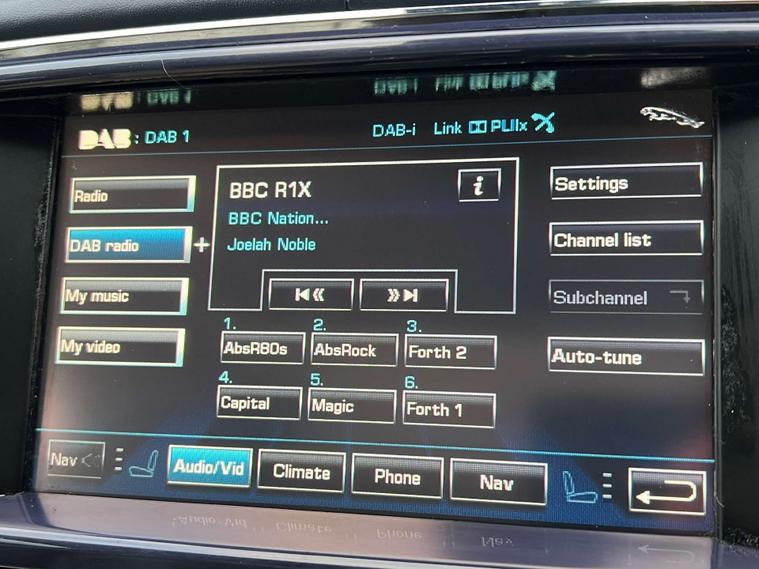 DAB: DAB 1
DAB-i Link PLIIx
Radio
DAB radio
+
My music
My video
BBC R1X
i
BBC Nation...
Joelah Noble
1.
AbsR80s
2.
AbsRock
3.
Forth 2
4.
Capital
5.
Magic
6.
Forth 1
Settings
Channel list
Subchannel
Auto-tune
Nav
Audio/Vid
Climate
Phone
Nav